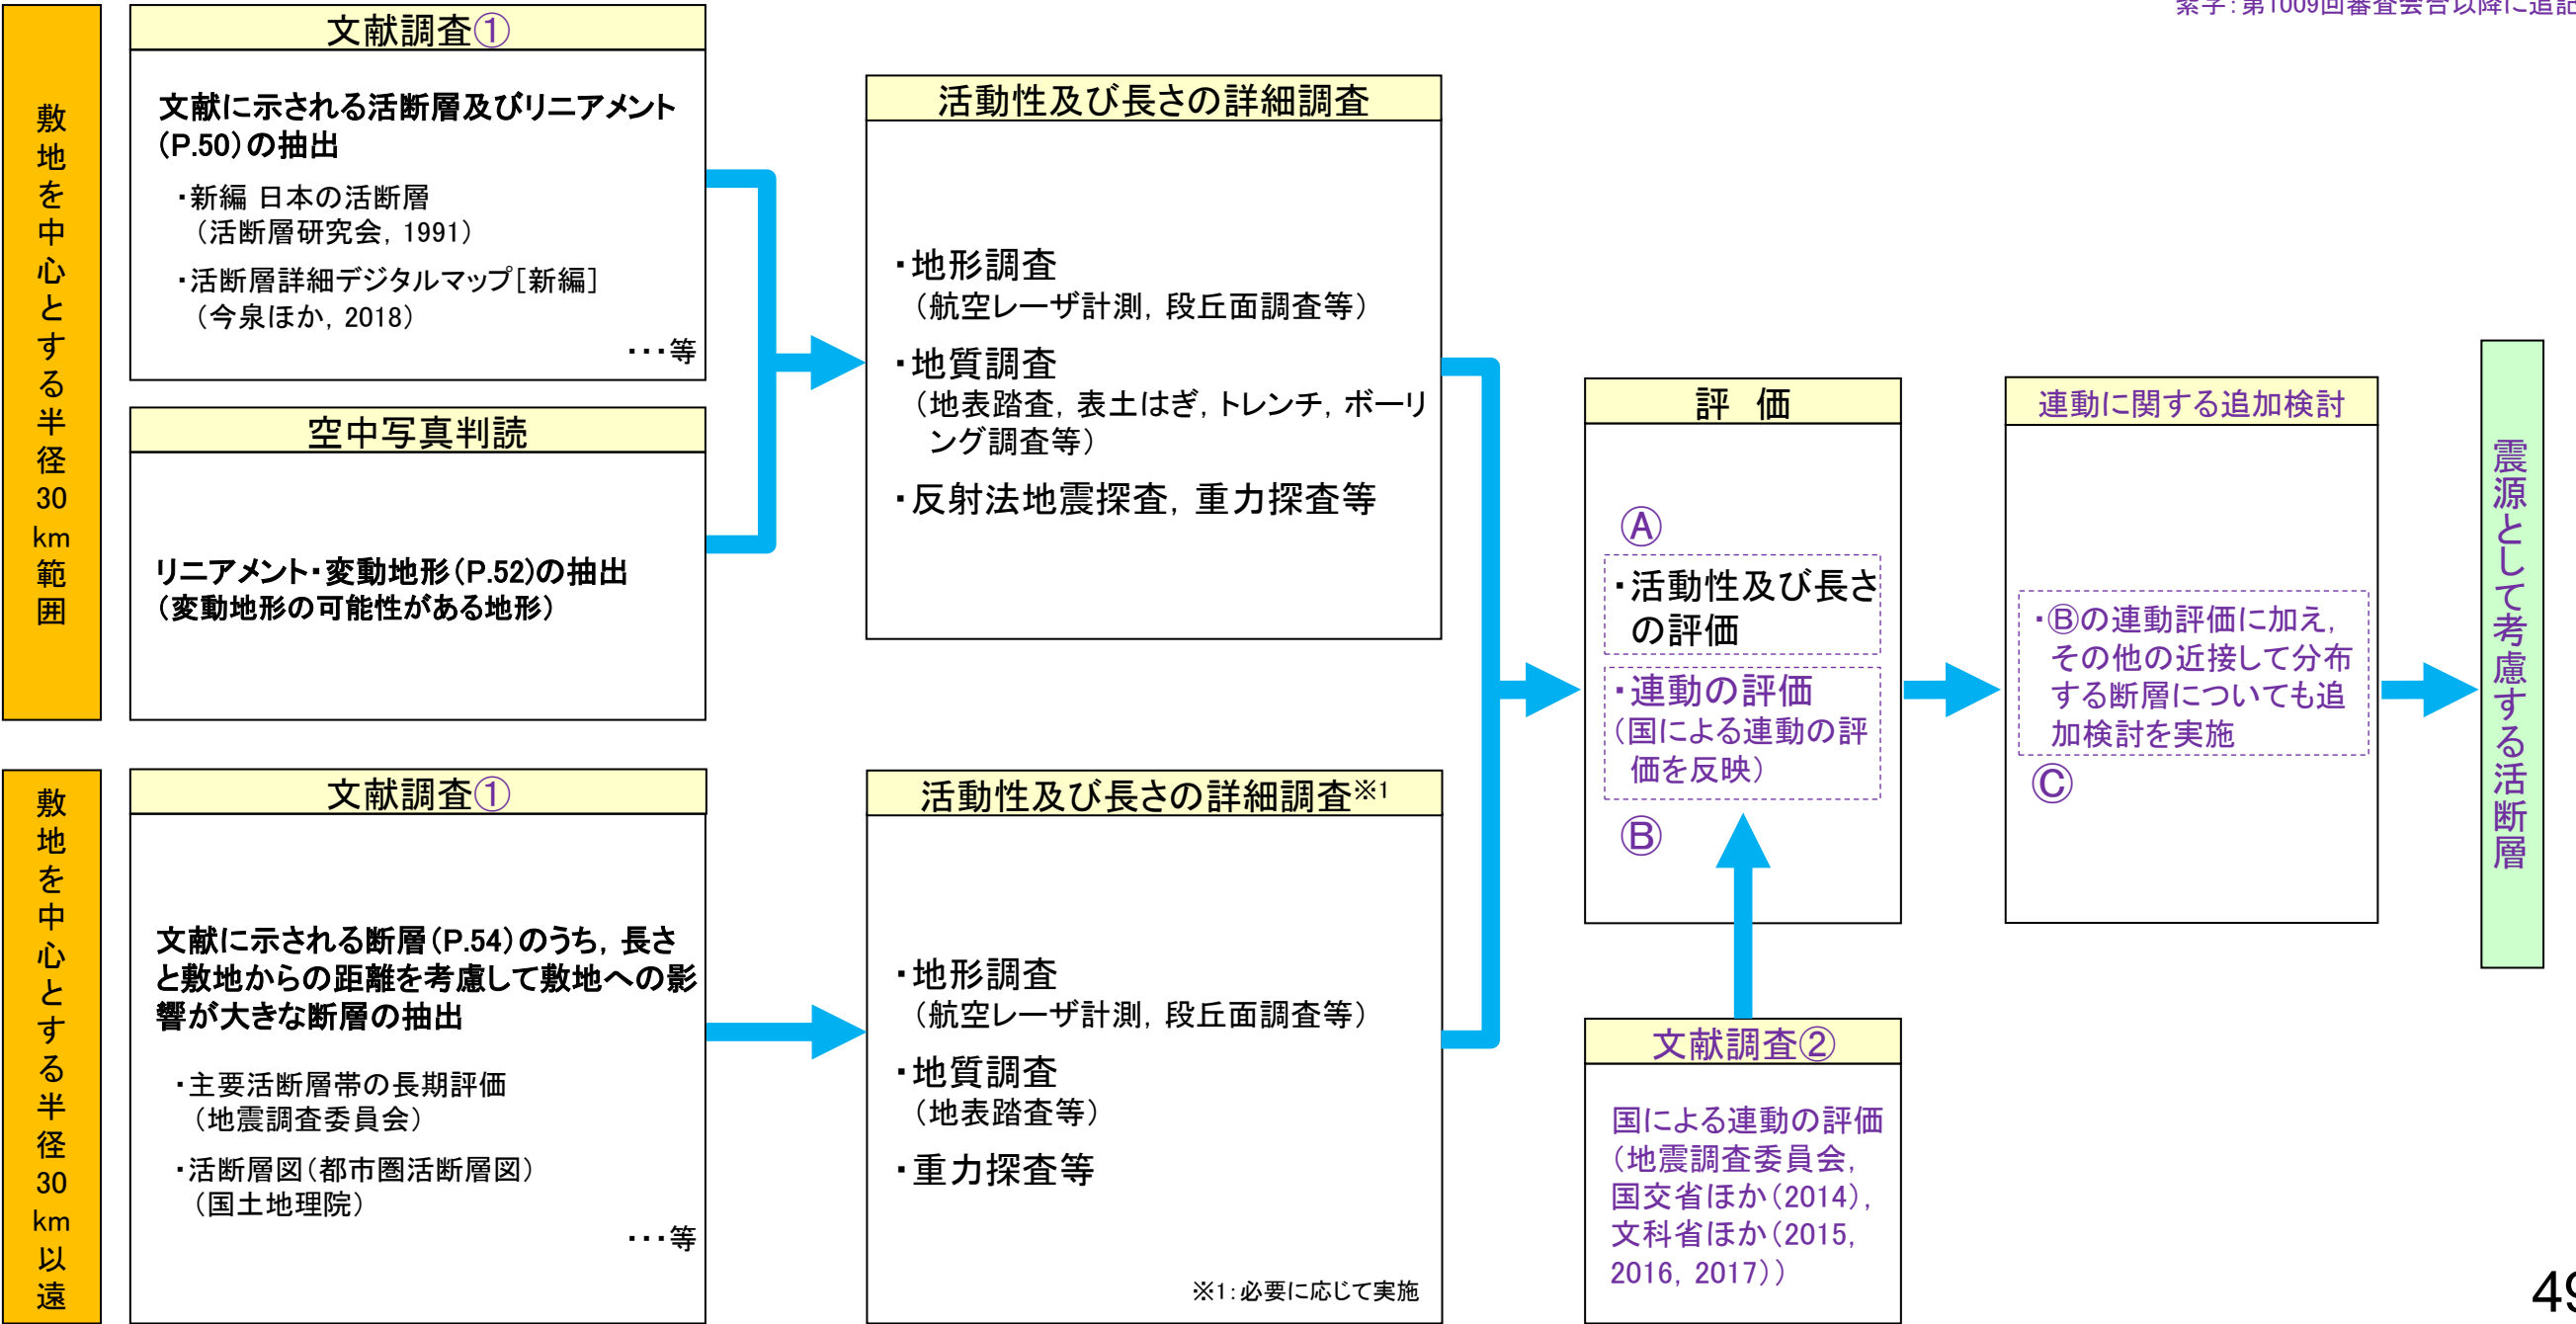 紫字：第1009回審査会合以降に追記
敷地を中心とする半径30km範囲
文献調査①
文献に示される活断層及びリニアメント
（P.50）の抽出
・新編 日本の活断層
（活断層研究会，1991）
・活断層詳細デジタルマップ［新編］
（今泉ほか，2018）
・・・等
空中写真判読
リニアメント・変動地形（P.52)の抽出
（変動地形の可能性がある地形）
活動性及び長さの詳細調査
・地形調査
（航空レーザ計測，段丘面調査等）
・地質調査
（地表踏査，表土はぎ，トレンチ，ボーリ
ング調査等）
・反射法地震探査，重力探査等
敷地を中心とする半径30km以遠
文献調査①
文献に示される断層（P.54）のうち，長さ
と敷地からの距離を考慮して敷地への影
響が大きな断層の抽出
・主要活断層帯の長期評価
（地震調査委員会）
・活断層図（都市圏活断層図）
（国土地理院）
・・・等
活動性及び長さの詳細調査※1
・地形調査
（航空レーザ計測，段丘面調査等）
・地質調査
（地表踏査等）
・重力探査等
※1：必要に応じて実施
評 価
Ⓐ
・活動性及び長さ
の評価
・連動の評価
（国による連動の評
価を反映）
Ⓑ
文献調査②
国による連動の評価
（地震調査委員会，
国交省ほか（2014），
文科省ほか（2015，
2016，2017））
連動に関する追加検討
・Ⓑの連動評価に加え，
その他の近接して分布
する断層についても追
加検討を実施
Ⓒ
震源として考慮する活断層
49